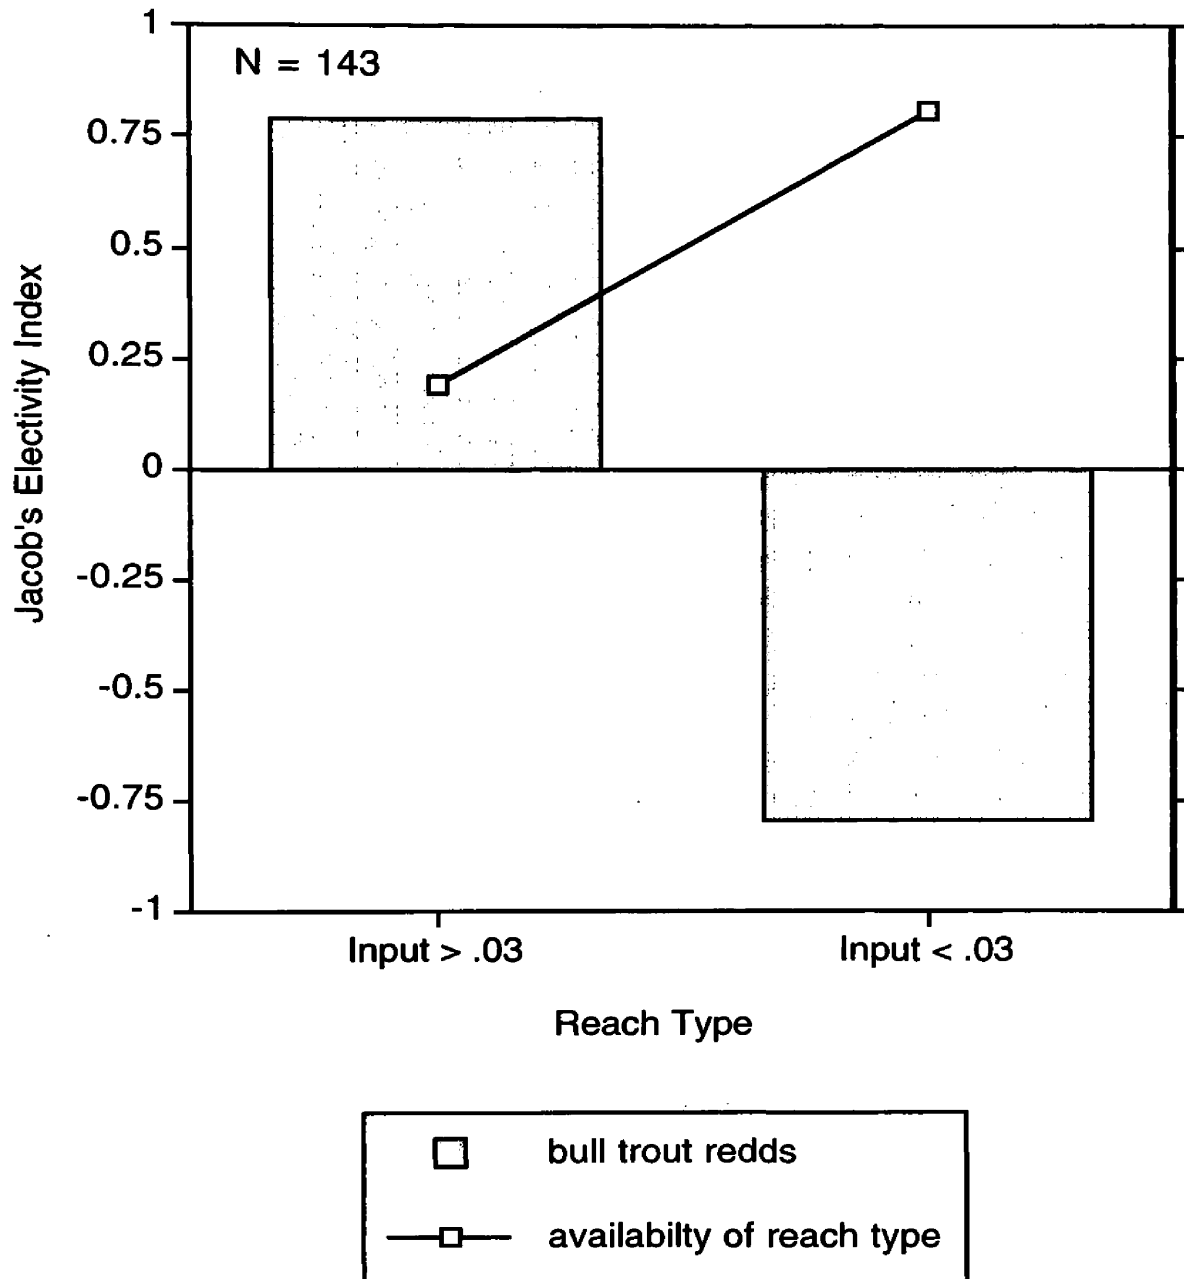 N = 143
1
0.75
0.5
0.25
0
-0.25
-0.5
-0.75
-1
Jacob's Electivity Index
Input > .03
Input < .03
Reach Type
bull trout redds
availabilty of reach type